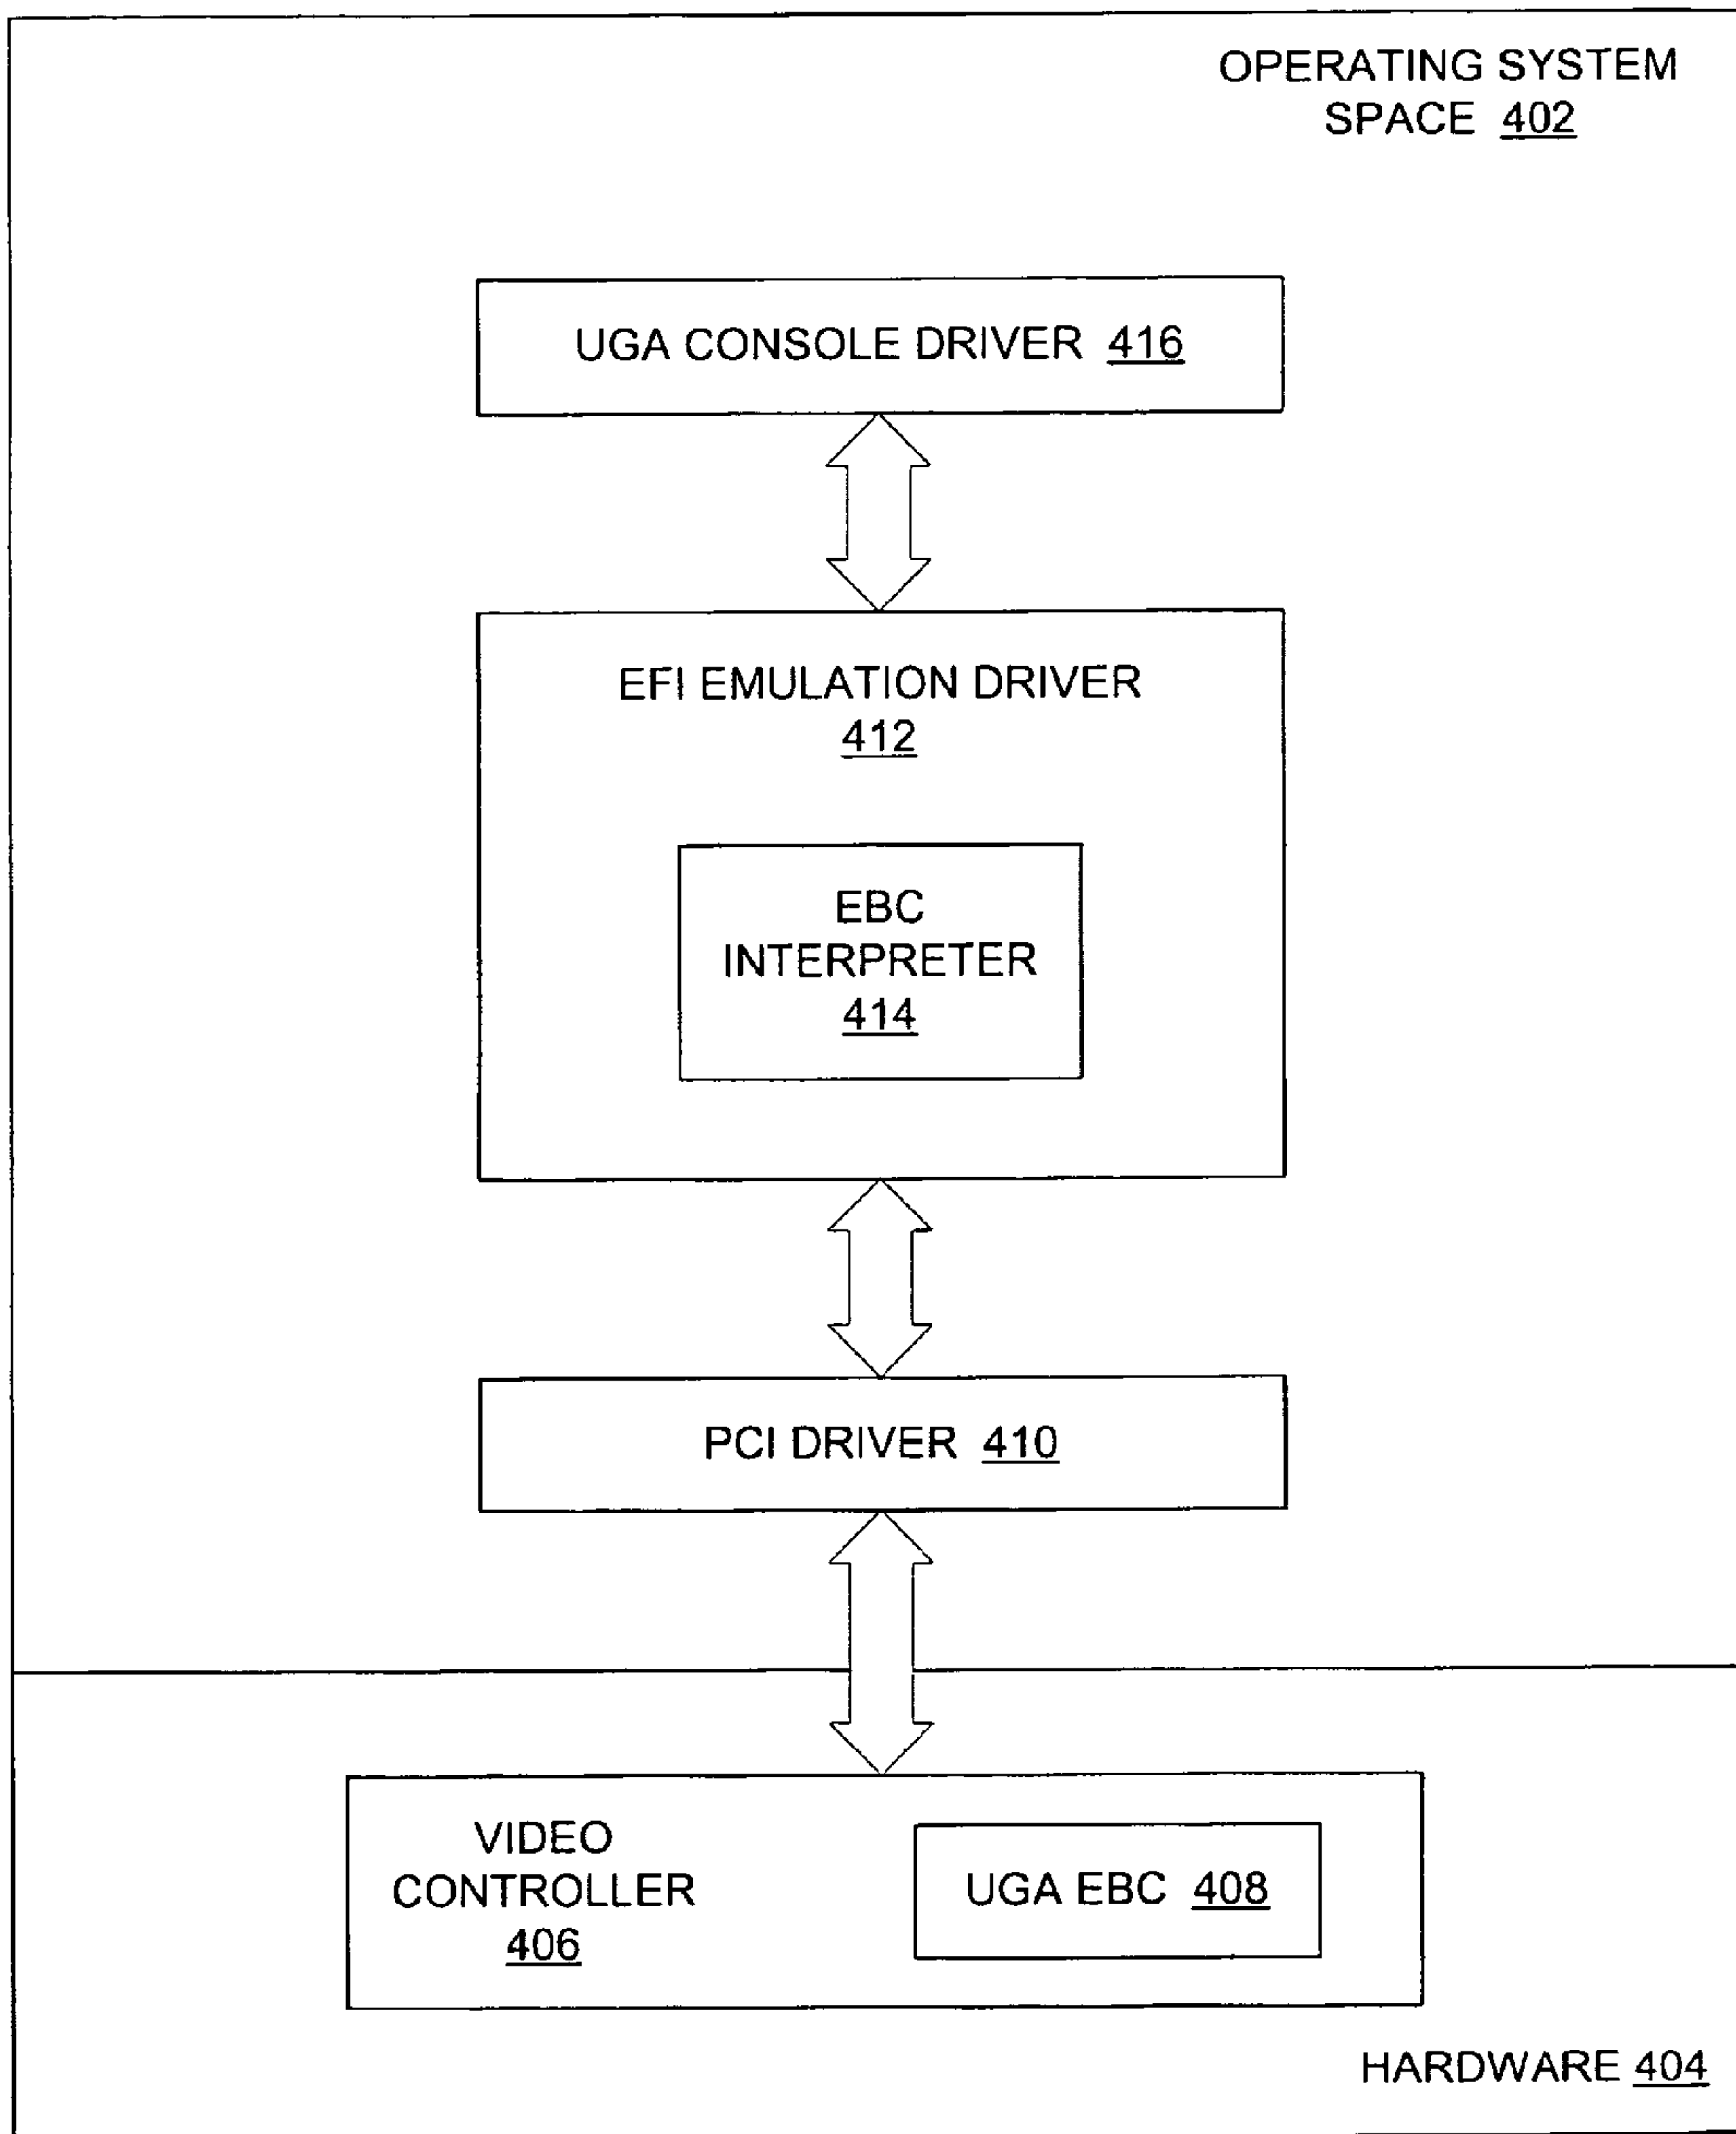 OPERATING SYSTEM
SPACE 402
UGA CONSOLE DRIVER 416
EFI EMULATION DRIVER
412
EBC
INTERPRETER
414
PCI DRIVER 410
VIDEO
CONTROLLER
406
UGA EBC 408
HARDWARE 404